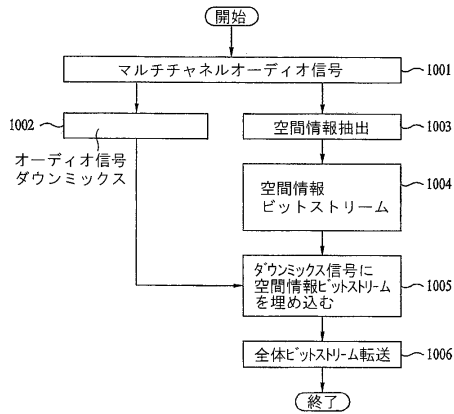 開始
マルチチャネルオーディオ信号
1001
1002
オーディオ信号
ダウンミックス
空間情報抽出
1003
空間情報
ビットストリーム
1004
ダウンミックス信号に
空間情報ビットストリーム
を埋め込む
1005
全体ビットストリーム転送
1006
終了